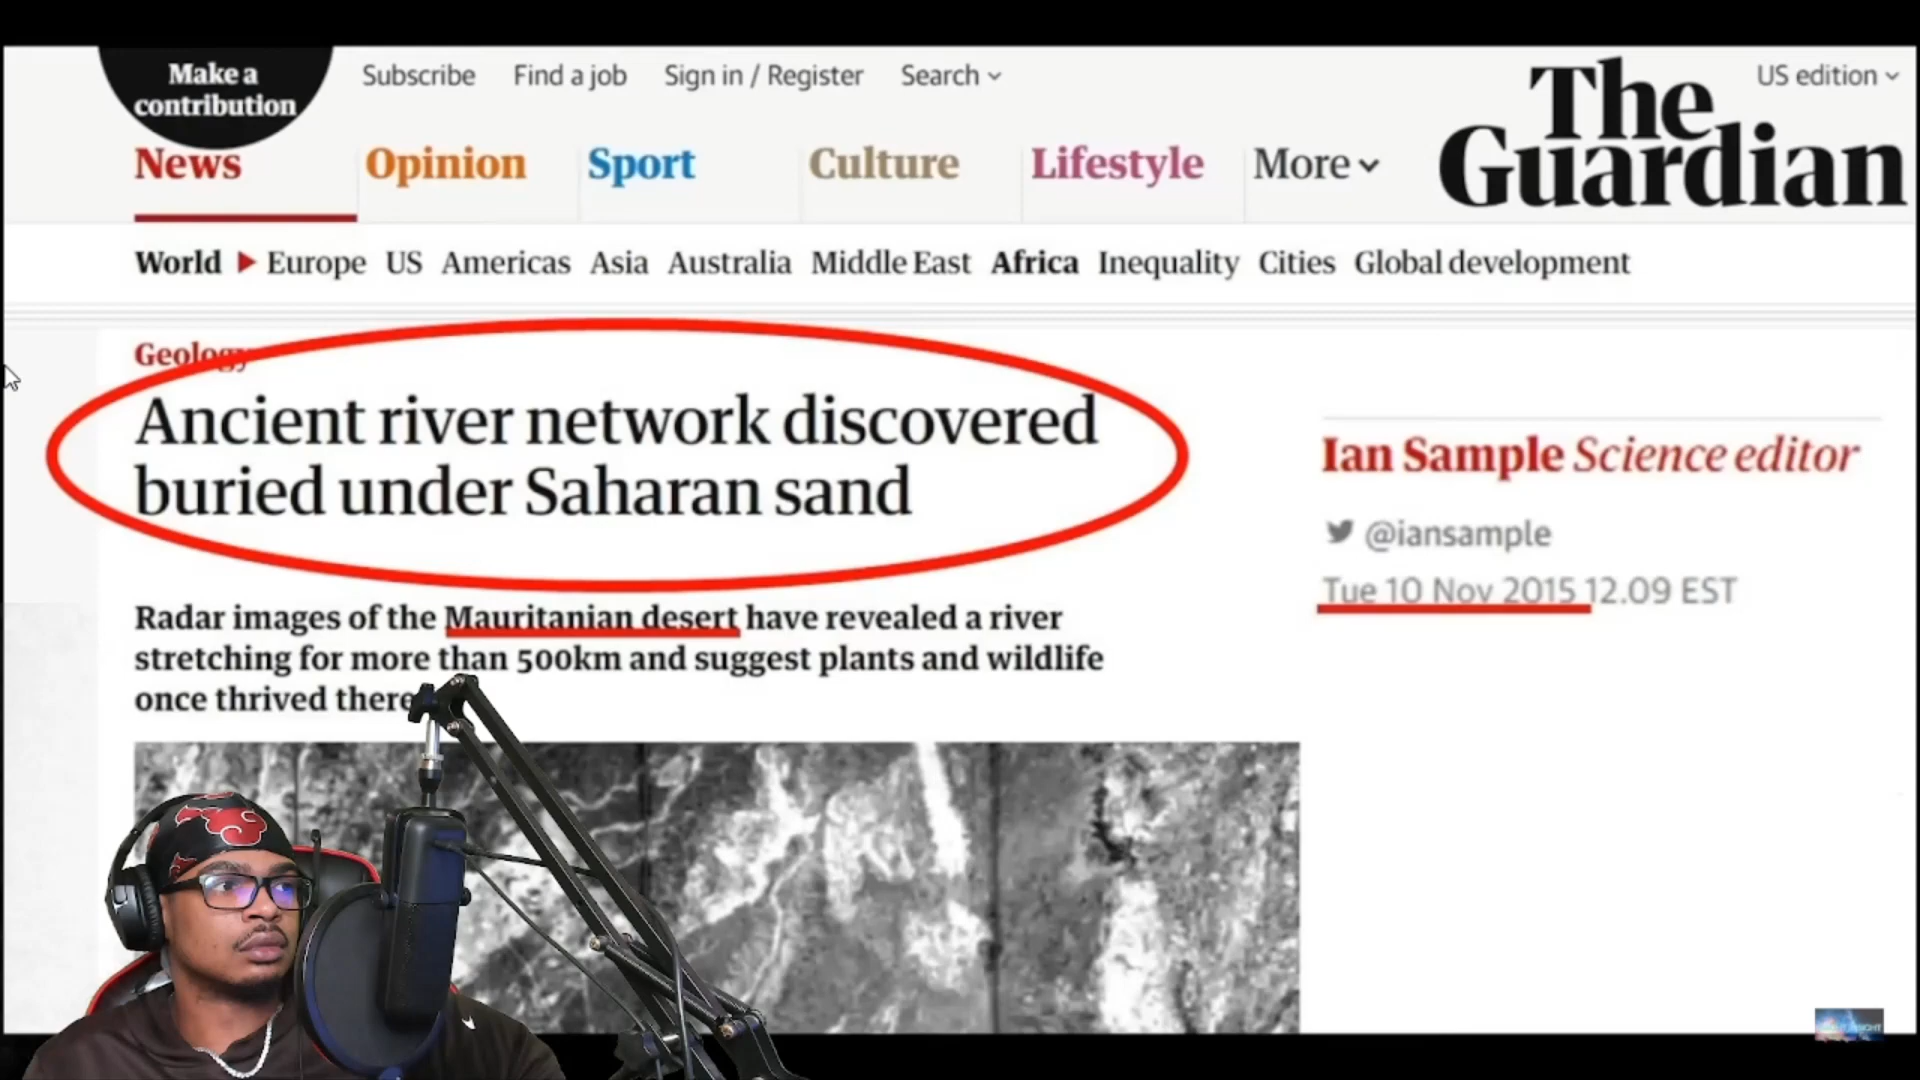 Make a
contribution
Subscribe
Find a job
Sign in / Register
Search
US edition
The
Guardian
News
Opinion
Sport
Culture
Lifestyle
More
World Europe US Americas Asia Australia Middle East Africa Inequality Cities Global development
Geology
Ancient river network discovered
buried under Saharan sand
Ian Sample Science editor
@iansample
Tue 10 Nov 2015 12.09 EST
Radar images of the Mauritanian desert have revealed a river
stretching for more than 500km and suggest plants and wildlife
once thrived there